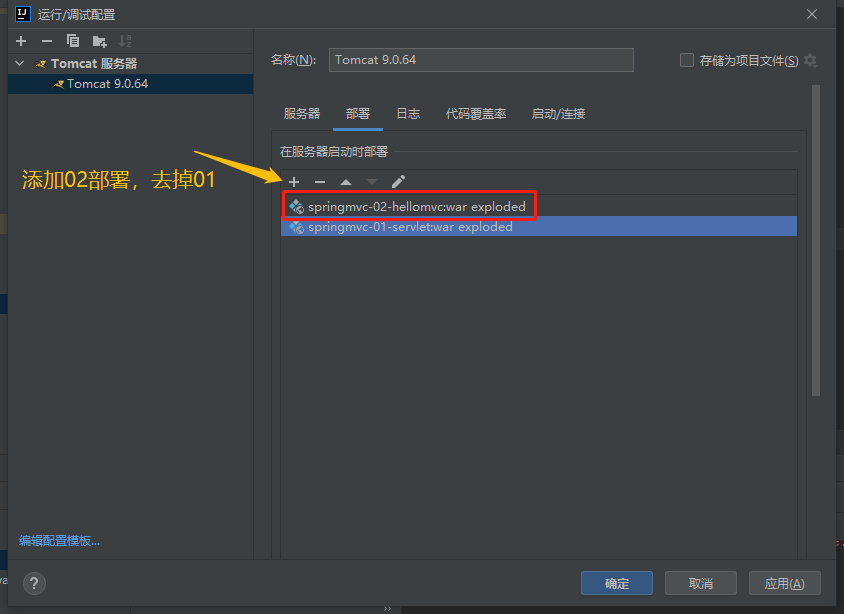 运行/调试配置
Tomcat 服务器
Tomcat 9.0.64
名称(N):
Tomcat 9.0.64
存储为项目文件(S)
服务器 部署 日志 代码覆盖率 启动/连接
在服务器启动时部署
添加02部署，去掉01
springmvc-02-hellomvc:war exploded
springmvc-01-servlet:war exploded
编辑配置模板...
?
确定 取消 应用(A)